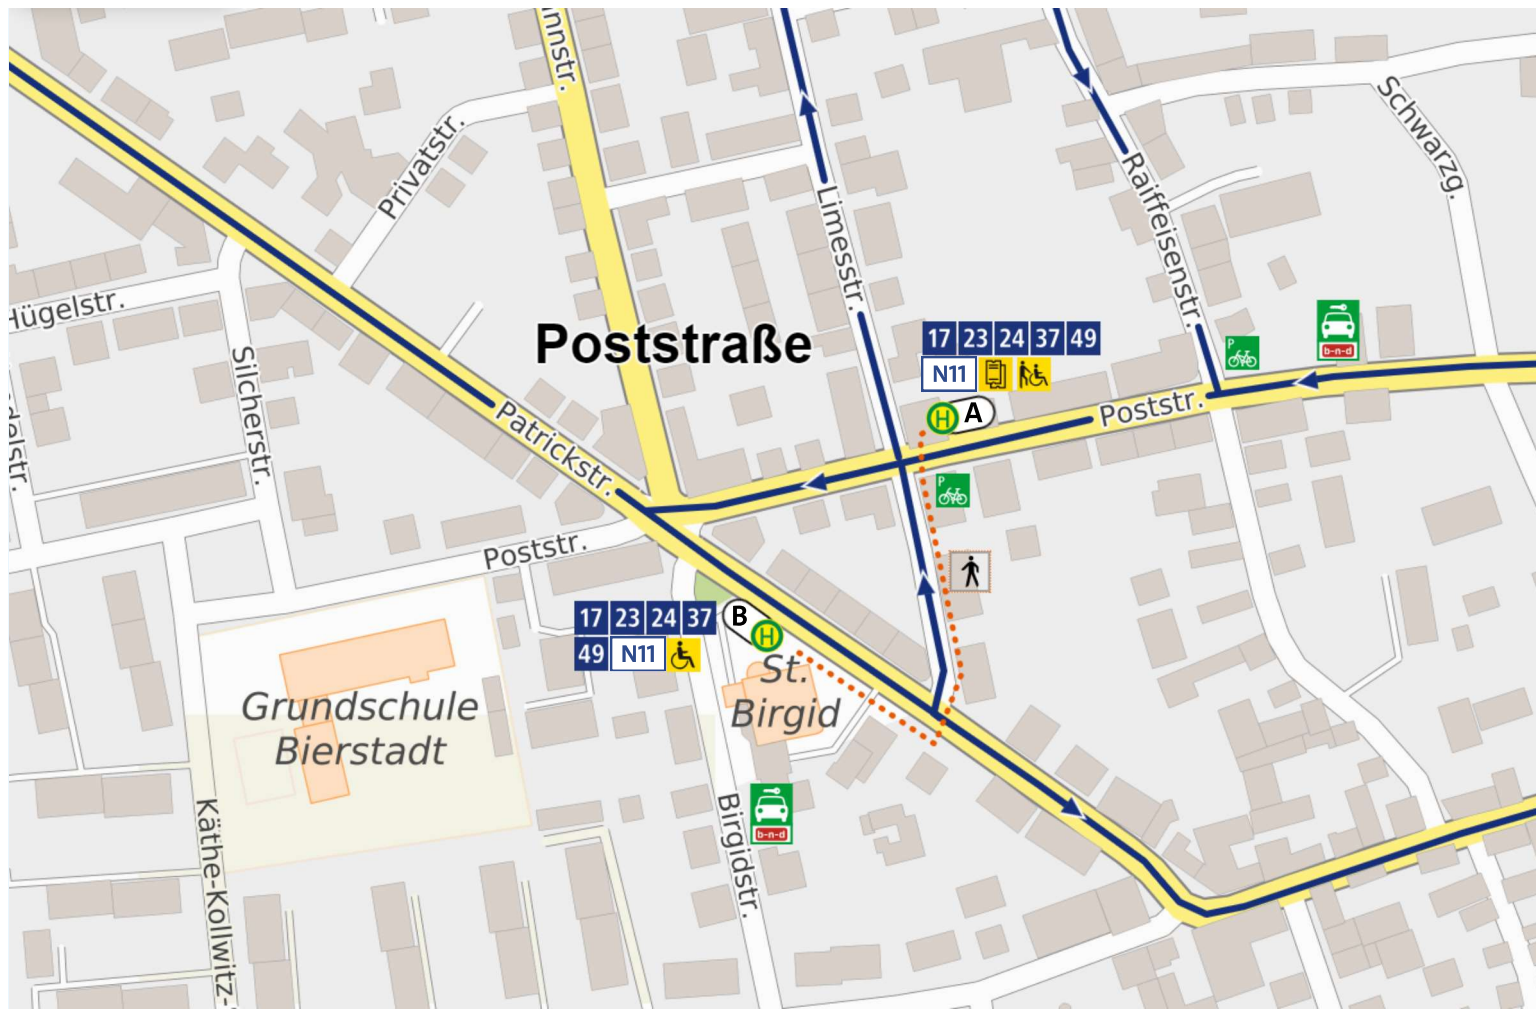 nnstr.
Schwarzg.
Privatstr.
Raiffeisenstr.
Limesstr.
Hügelstr.
Poststraße
17 23 24 37 49
N11
P
b-n-d
Silcherstr.
Patrickstr.
H A
Poststr.
P
Poststr.
17 23 24 37
49 N11
B H
St.
Birgid
Grundschule
Bierstadt
b-n-d
Birgidstr.
Käthe-Kollwitz-